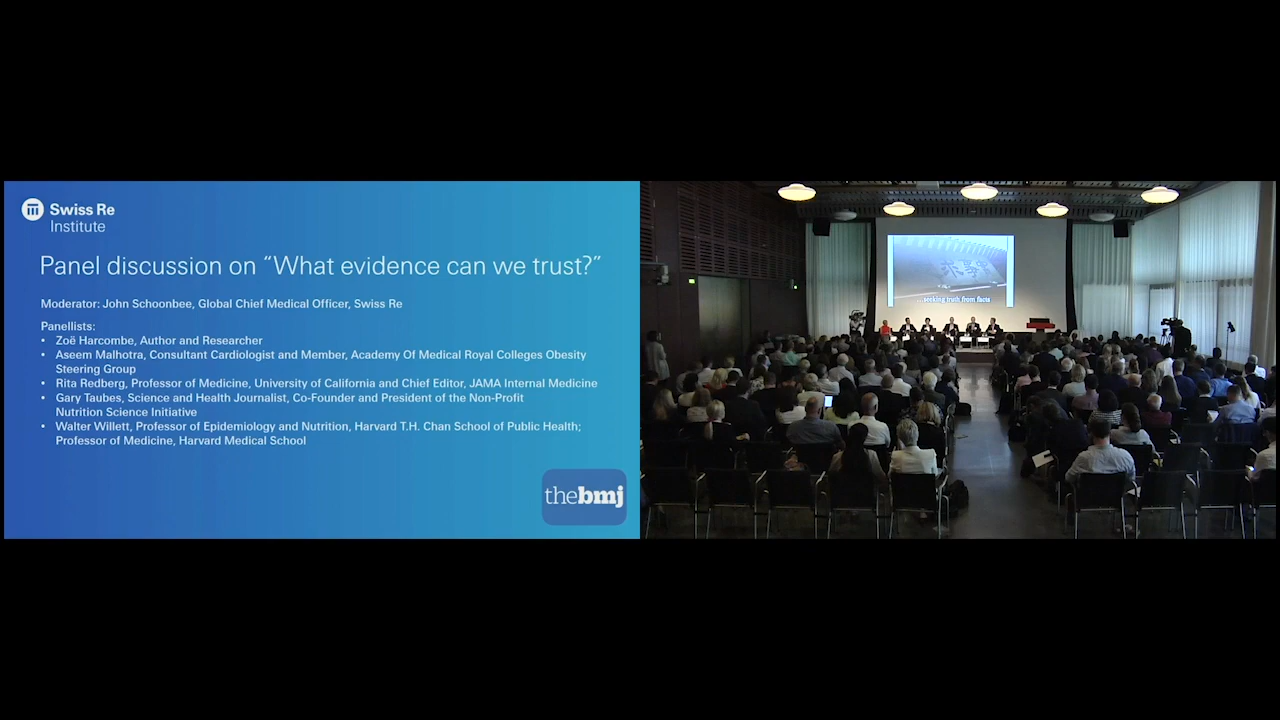 Swiss Re
Institute
Panel discussion on “What evidence can we trust?”
Moderator: John Schoonbee, Global Chief Medical Officer, Swiss Re
Panellists:
• Zoë Harcombe, Author and Researcher
• Aseem Malhotra, Consultant Cardiologist and Member, Academy Of Medical Royal Colleges Obesity
Steering Group
• Rita Redberg, Professor of Medicine, University of California and Chief Editor, JAMA Internal Medicine
• Gary Taubes, Science and Health Journalist, Co-Founder and President of the Non-Profit
Nutrition Science Initiative
• Walter Willett, Professor of Epidemiology and Nutrition, Harvard T.H. Chan School of Public Health;
Professor of Medicine, Harvard Medical School
thebmj
... seeking truth from facts